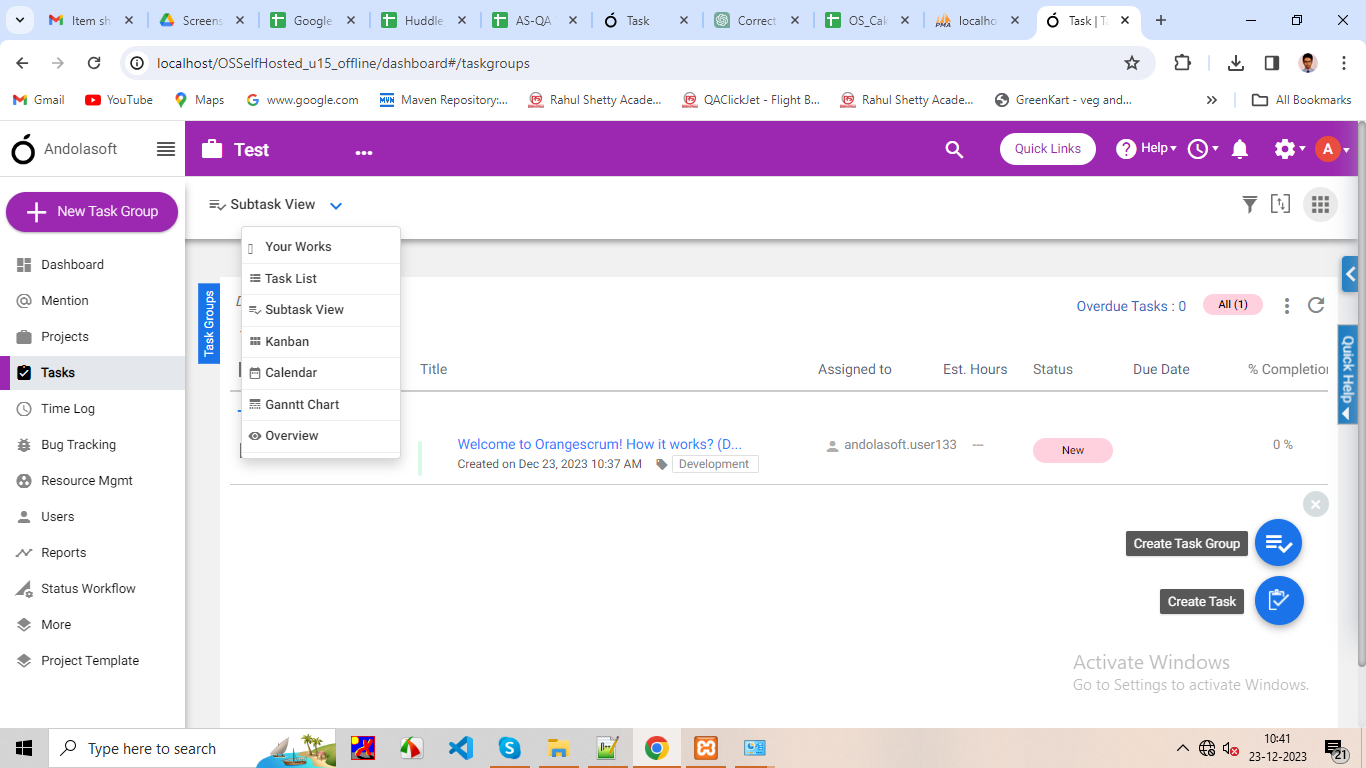 Item sh
Screens
Google
Huddle
AS-QA
Task
Correct
OS_Cal
localho
Task | Ta
localhost/OSSelfHosted_u15_offline/dashboard#/taskgroups
Gmail
YouTube
Maps
www.google.com
Maven Repository:...
Rahul Shetty Acade...
QAClickJet - Flight B...
Rahul Shetty Acade...
GreenKart - veg and...
»
All Bookmarks
Andolasoft
Test
...
Quick Links
Help
A
New Task Group
Subtask View
Dashboard
Mention
Projects
Tasks
Time Log
Bug Tracking
Resource Mgmt
Users
Reports
Status Workflow
More
Project Template
Your Works
Task List
Subtask View
Kanban
Calendar
Ganntt Chart
Overview
Task Groups
Overdue Tasks : 0
All (1)
Title
Assigned to
Est. Hours
Status
Due Date
% Completion
Welcome to Orangescrum! How it works? (D...
Created on Dec 23, 2023 10:37 AM
Development
andolasoft.user133
---
New
0 %
Quick Help
Create Task Group
Create Task
Activate Windows
Go to Settings to activate Windows.
Type here to search
10:41
23-12-2023
21